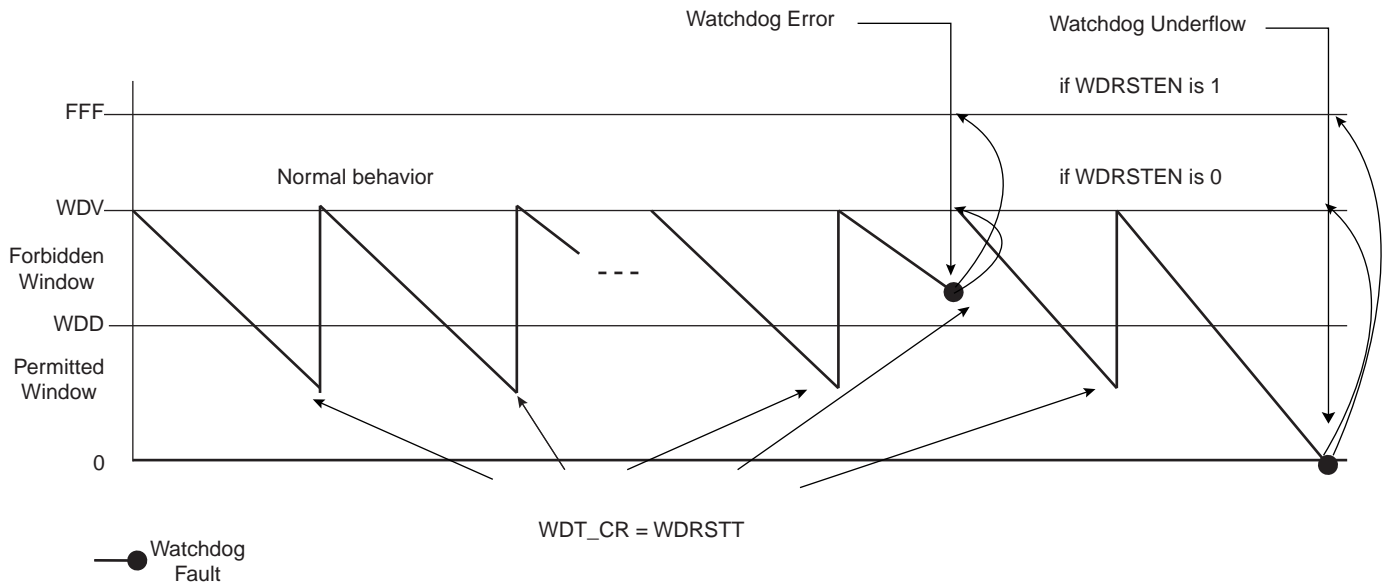 Watchdog Error
Watchdog Underflow
if WDRSTEN is 1
FFF
Normal behavior
if WDRSTEN is 0
WDV
Forbidden
Window
WDD
Permitted
Window
0
WDT_CR = WDRSTT
Watchdog
Fault